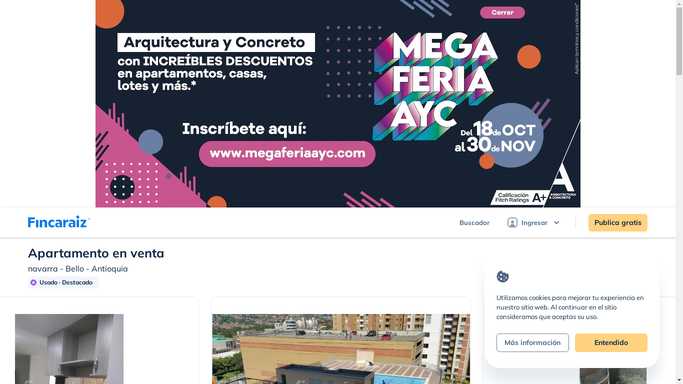 Cerrar
Arquitectura y Concreto
con INCREÍBLES DESCUENTOS
en apartamentos, casas,
lotes y más.*
MEGA
FERIA
AYC
Inscríbete aquí:
www.megaferiaayc.com
Del 18 de OCT
al 30 de NOV
Calificación
Fitch Ratings
A+
ARQUITECTURA
& CONCRETO
Fincaraiz
Buscador
Ingresar
Publica gratis
Apartamento en venta
navarra - Bello - Antioquia
Usado - Destacado
Utilizamos cookies para mejorar tu experiencia en
nuestro sitio web. Al continuar en el sitio
consideramos que aceptas su uso.
Más información
Entendido